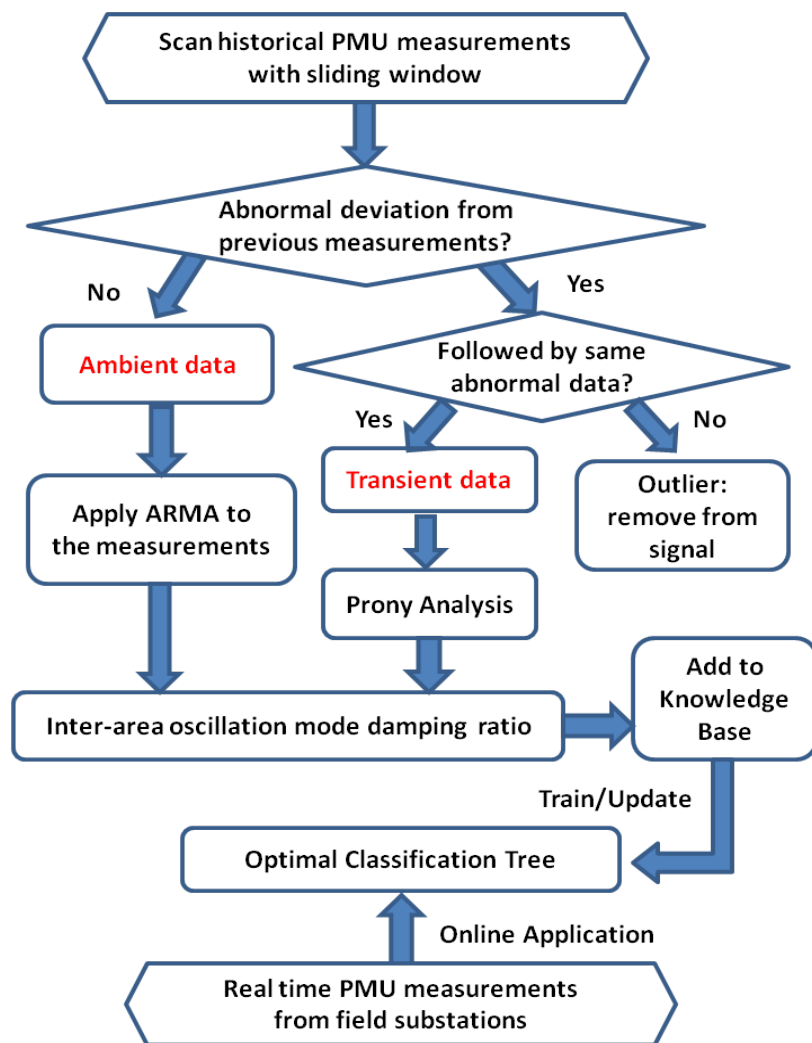 Scan historical PMU measurements
with sliding window
Abnormal deviation from
previous measurements?
No
Yes
Ambient data
Followed by same
abnormal data?
Yes
No
Transient data
Outlier:
remove from
signal
Apply ARMA to
the measurements
Prony Analysis
Add to
Knowledge
Base
Inter-area oscillation mode damping ratio
Train/Update
Optimal Classification Tree
Online Application
Real time PMU measurements
from field substations